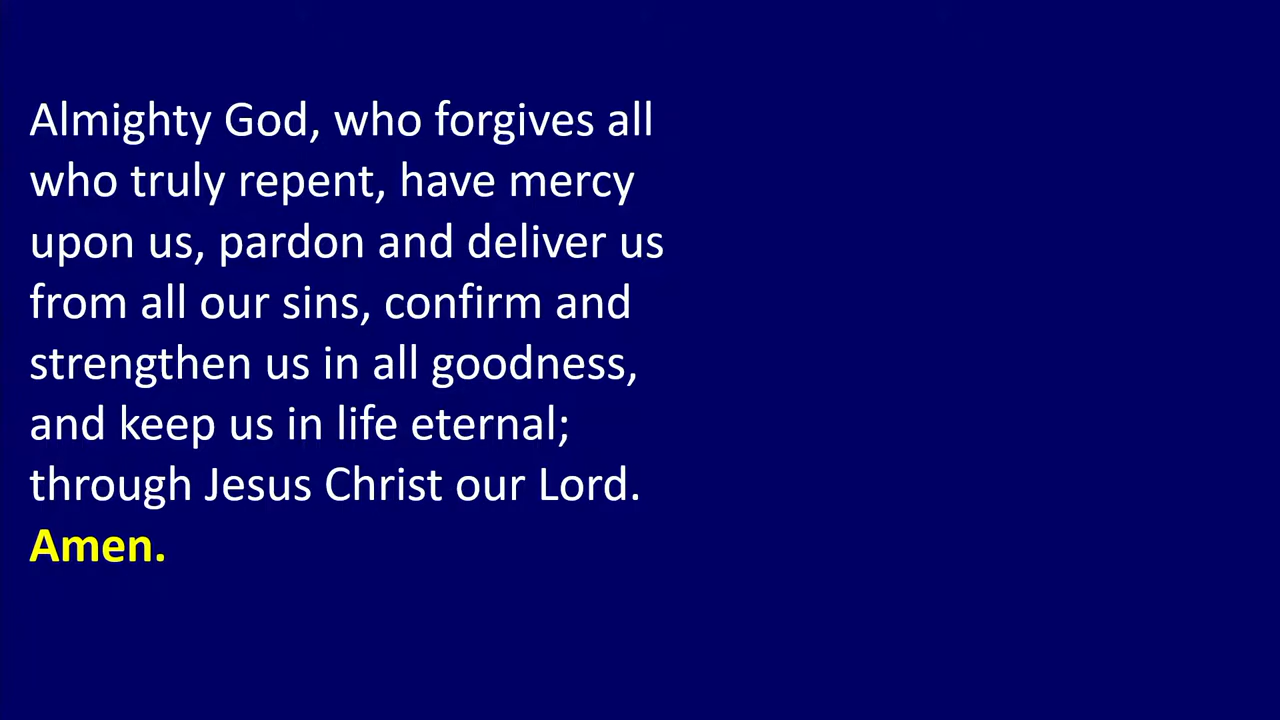 Almighty God, who forgives all
who truly repent, have mercy
upon us, pardon and deliver us
from all our sins, confirm and
strengthen us in all goodness,
and keep us in life eternal;
through Jesus Christ our Lord.
Amen.